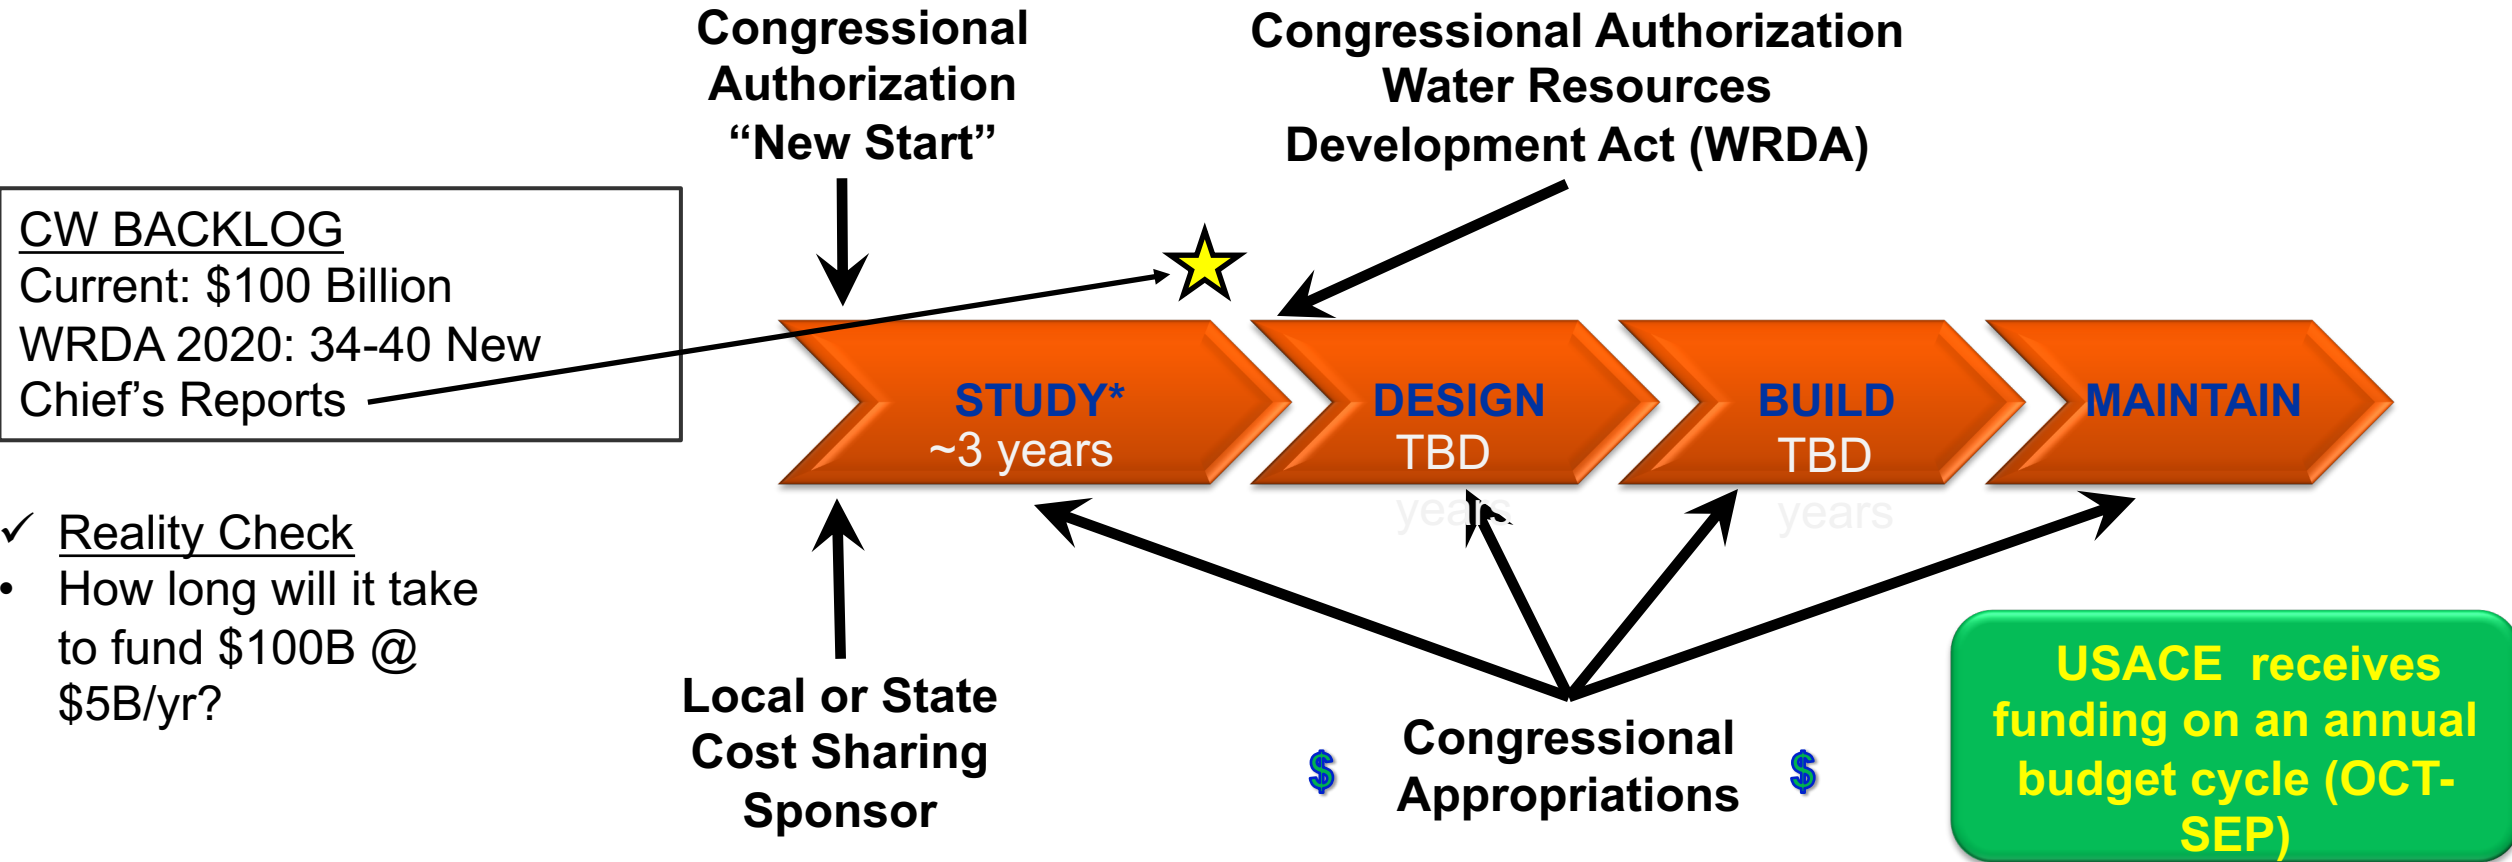 Congressional
Authorization
“New Start”
Congressional Authorization
Water Resources
Development Act (WRDA)
CW BACKLOG
Current: $100 Billion
WRDA 2020: 34-40 New
Chief’s Reports
STUDY*
~3 years
DESIGN
TBD
years
BUILD
TBD
years
MAINTAIN
✓ Reality Check
• How long will it take
to fund $100B @
$5B/yr?
Local or State
Cost Sharing
Sponsor
$ Congressional $
Appropriations
USACE receives
funding on an annual
budget cycle (OCT-
SEP)